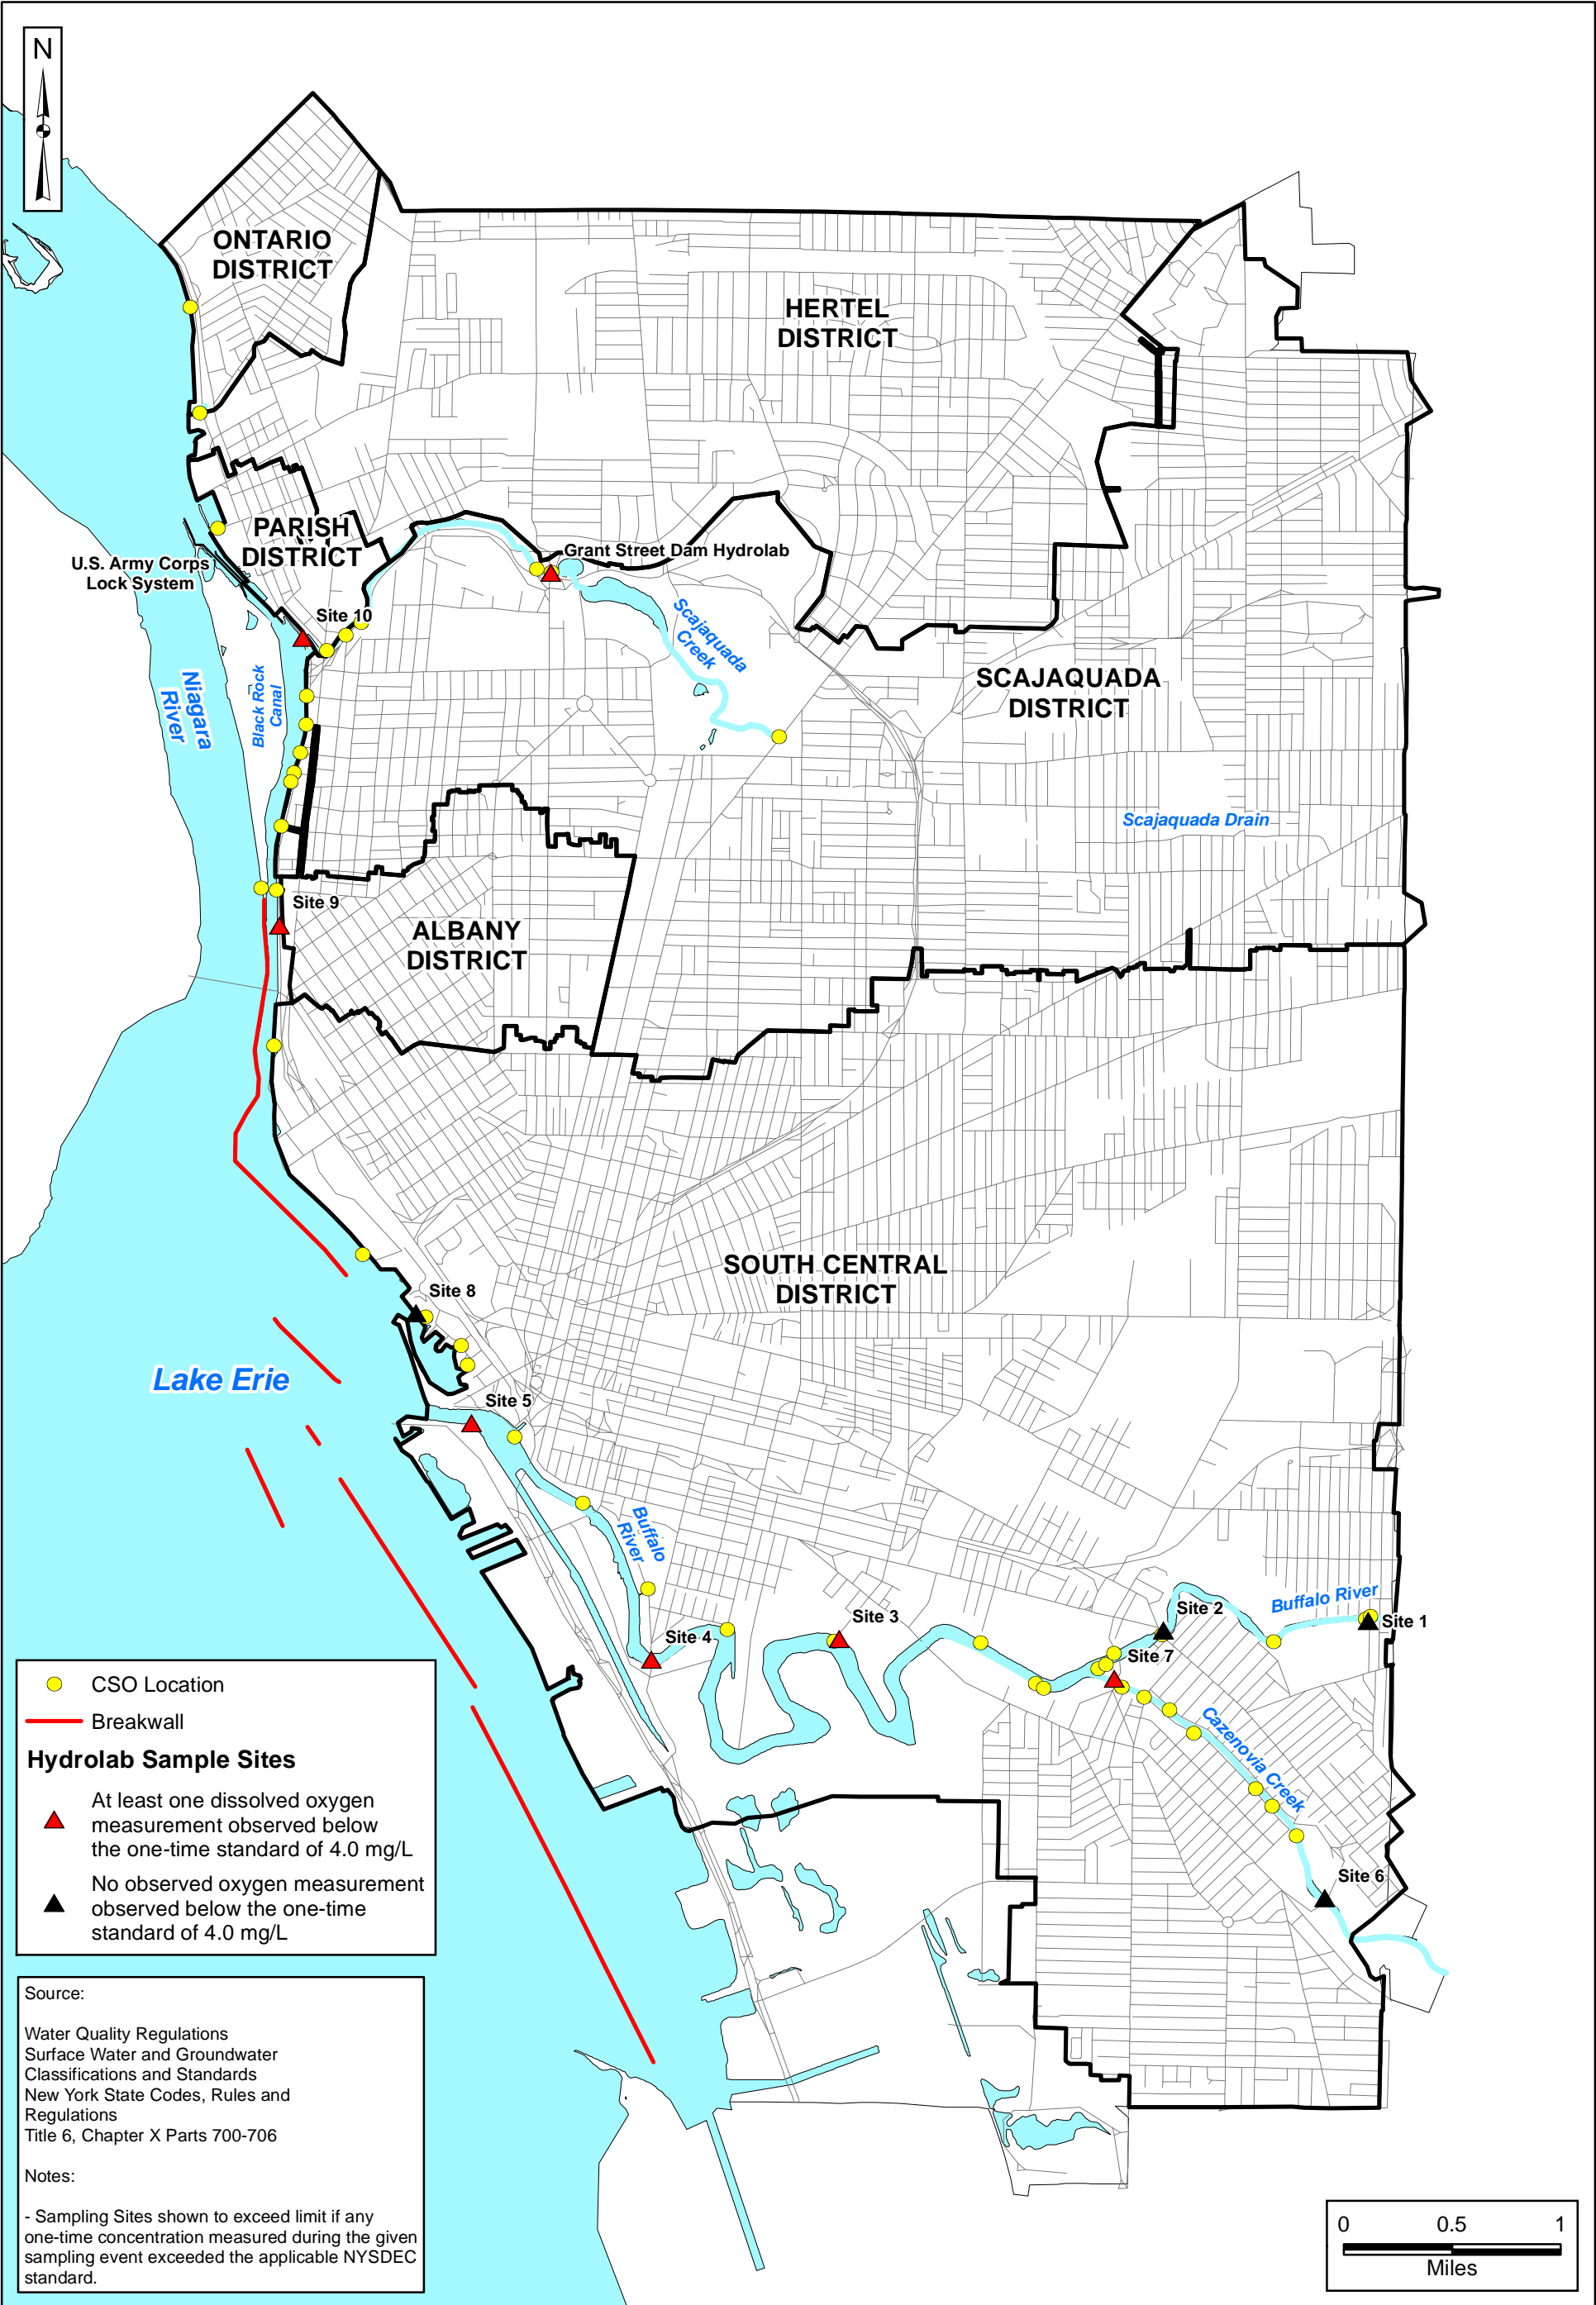 N
ONTARIO
DISTRICT
HERTEL
DISTRICT
PARISH
DISTRICT
U.S. Army Corps
Lock System
Grant Street Dam Hydrolab
Site 10
Scajaquada
Creek
SCAJAQUADA
DISTRICT
Niagara
River
Black Rock
Canal
Scajaquada Drain
Site 9
ALBANY
DISTRICT
SOUTH CENTRAL
DISTRICT
Site 8
Lake Erie
Site 5
Buffalo
River
Buffalo River
Site 2
Site 1
Site 3
Site 4
Site 7
Cazenovia Creek
Site 6
CSO Location
Breakwall
Hydrolab Sample Sites
At least one dissolved oxygen
measurement observed below
the one-time standard of 4.0 mg/L
No observed oxygen measurement
observed below the one-time
standard of 4.0 mg/L
Source:
Water Quality Regulations
Surface Water and Groundwater
Classifications and Standards
New York State Codes, Rules and
Regulations
Title 6, Chapter X Parts 700-706
Notes:
- Sampling Sites shown to exceed limit if any
one-time concentration measured during the given
sampling event exceeded the applicable NYSDEC
standard.
0 0.5 1
Miles